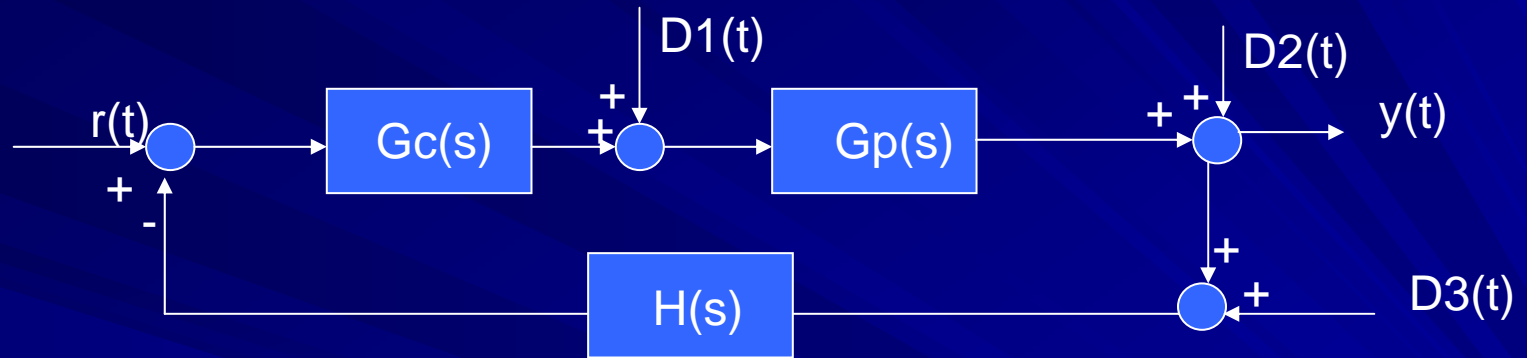 D1(t)
D2(t)
r(t)
+
+
Gc(s)
Gp(s)
+
+
y(t)
+
-
+
H(s)
+
D3(t)